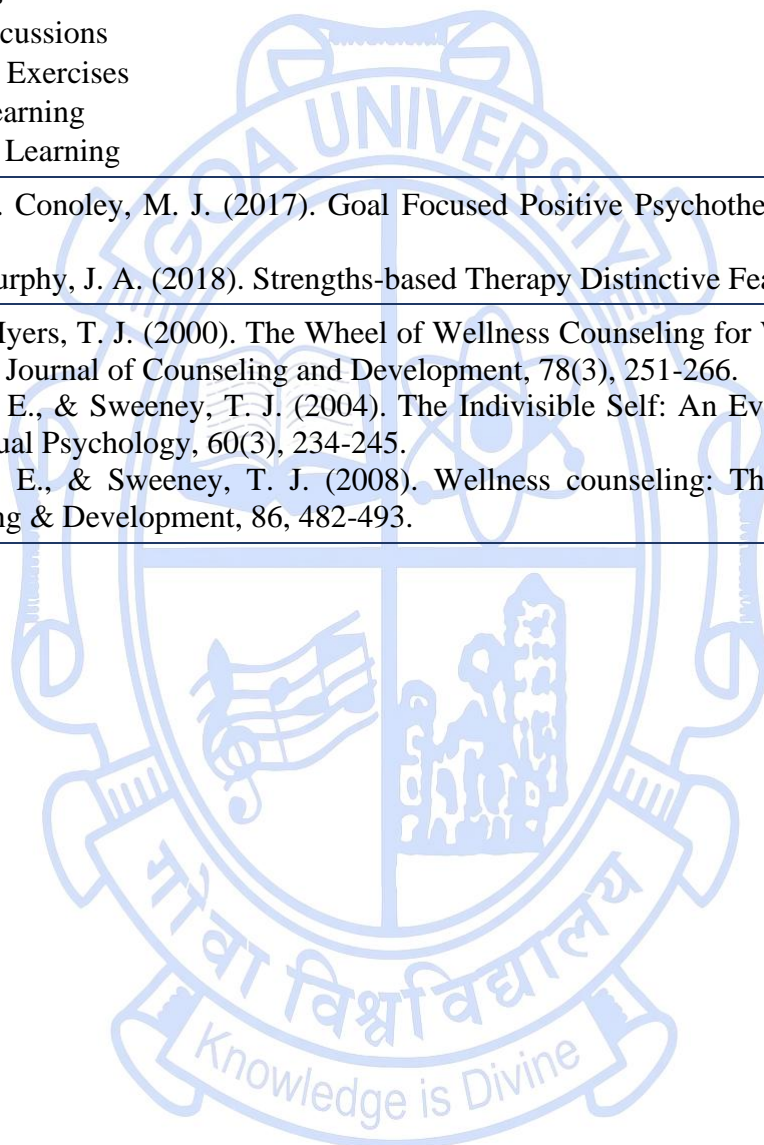 cussions
Exercises
earning
Learning
. Conoley, M. J. (2017). Goal Focused Positive Psychothe
urphy, J. A. (2018). Strengths-based Therapy Distinctive Fea
Myers, T. J. (2000). The Wheel of Wellness Counseling for
Journal of Counseling and Development, 78(3), 251-266.
E., & Sweeney, T. J. (2004). The Indivisible Self: An Ev
ual Psychology, 60(3), 234-245.
E., & Sweeney, T. J. (2008). Wellness counseling: Th
ng & Development, 86, 482-493.
GOA UNIVERSITY
गोंवा विश्वविद्यालय
Knowledge is Divine